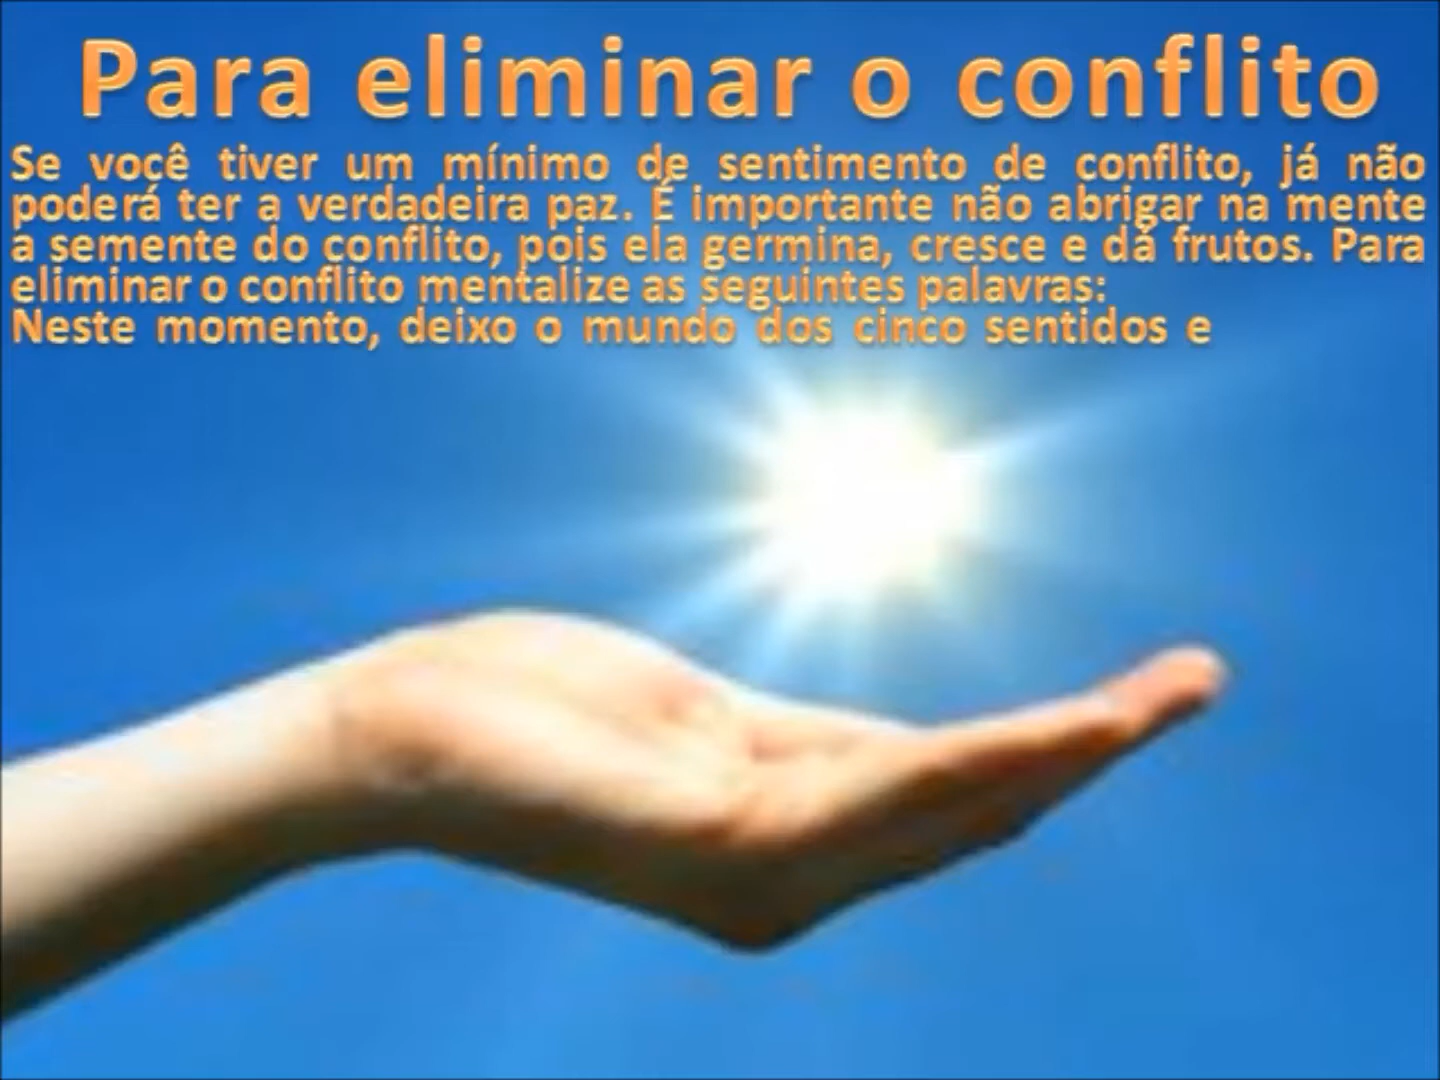 Para eliminar o conflito
Se você tiver um mínimo de sentimento de conflito, já não
poderá ter a verdadeira paz. É importante não abrigar na mente
a semente do conflito, pois ela germina, cresce e dá frutos. Para
eliminar o conflito mentalize as seguintes palavras:
Neste momento, deixo o mundo dos cinco sentidos e